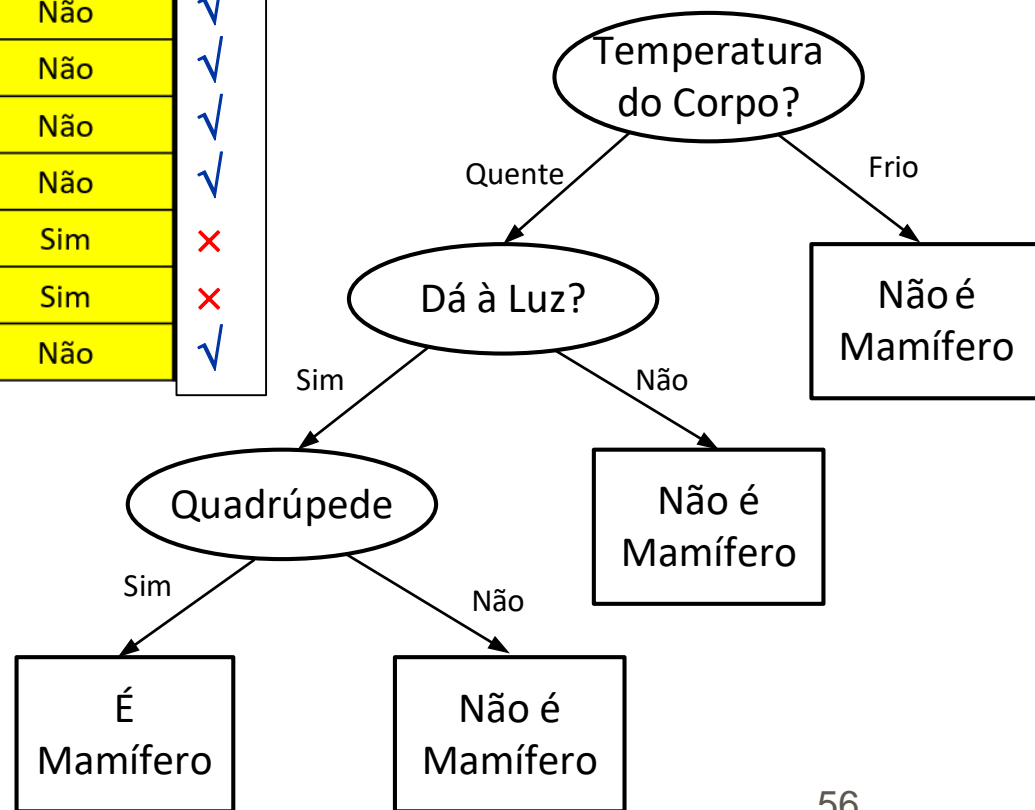 Não √
Não √
Não √
Não √
Sim ×
Sim ×
Não √
Temperatura
do Corpo?
Quente
Frio
Dá à Luz?
Não é
Mamífero
Sim
Não
Quadrúpede
Não é
Mamífero
Sim
Não
É
Mamífero
Não é
Mamífero
56